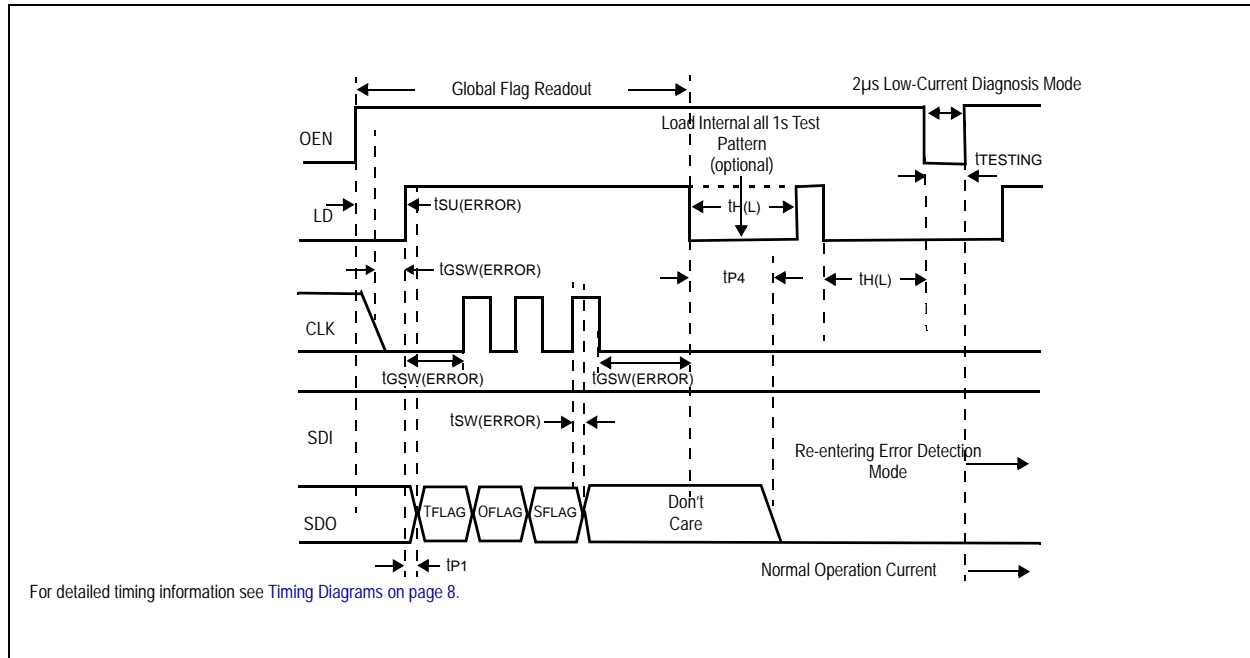 Global Flag Readout
2µs Low-Current Diagnosis Mode
OEN
Load Internal all 1s Test
Pattern
(optional)
tTESTING
LD
tSU(ERROR)
tH(L)
tGSW(ERROR)
tP4
tH(L)
CLK
tGSW(ERROR)
tGSW(ERROR)
tSW(ERROR)
SDI
Re-entering Error Detection
Mode
SDO
TFLAG
OFLAG
SFLAG
Don't
Care
tP1
Normal Operation Current
For detailed timing information see Timing Diagrams on page 8.